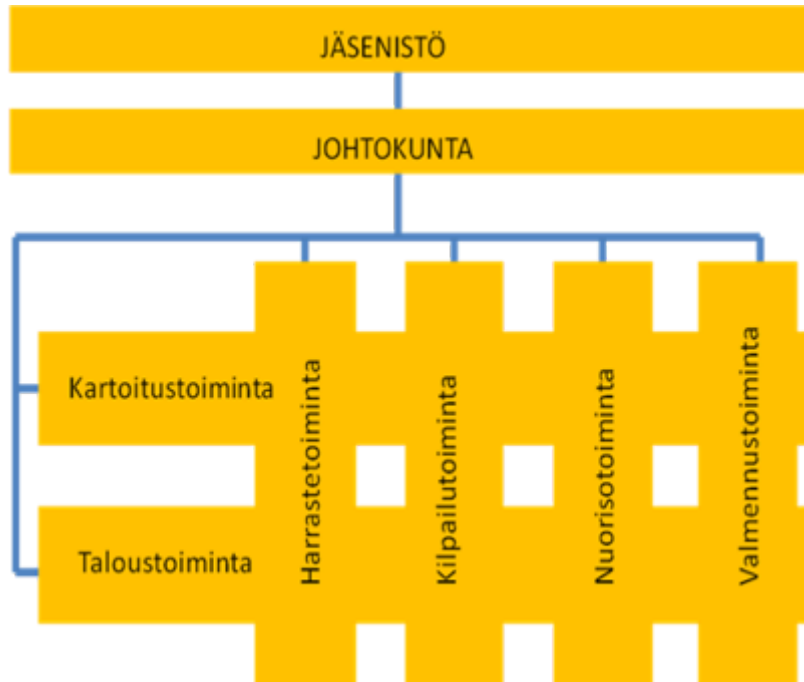 JÄSENISTÖ
JOHTOKUNTA
Kartoitustoiminta
Taloustoiminta
Harrastetoiminta
Kilpailutoiminta
Nuorisotoiminta
Valmennustoiminta